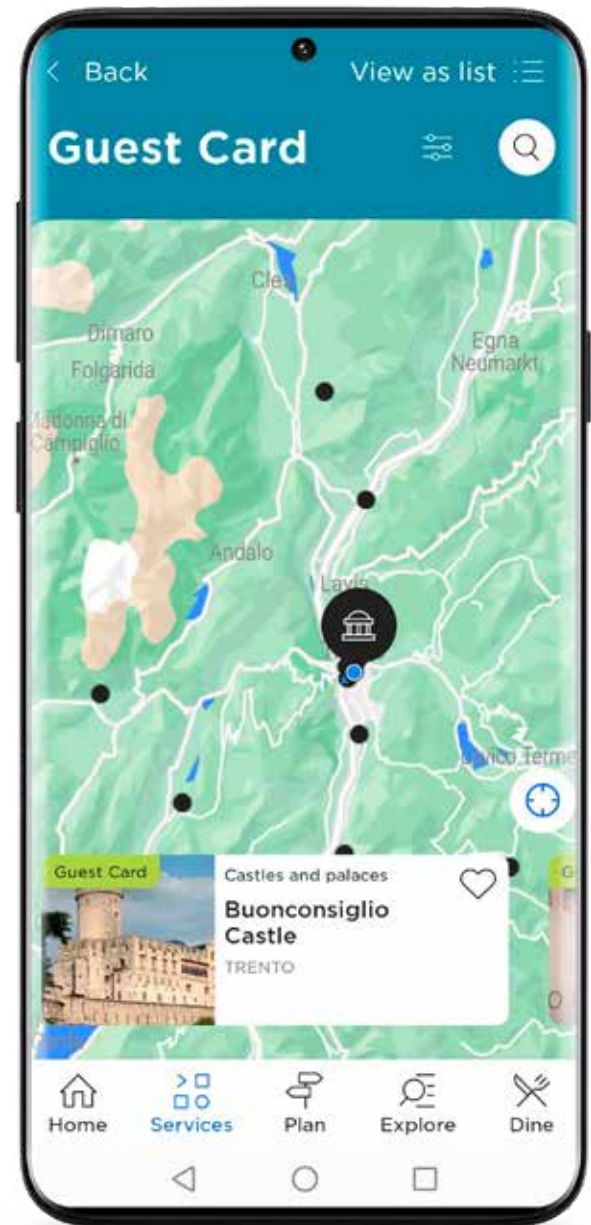 Back
View as list
Guest Card
Cles
Dimaro
Folgarida
Egna
Neumarkt
Madonna di
Campiglio
Andalo
Lavis
Guest Card
Castles and palaces
Buonconsiglio
Castle
TRENTO
Home
Services
Plan
Explore
Dine